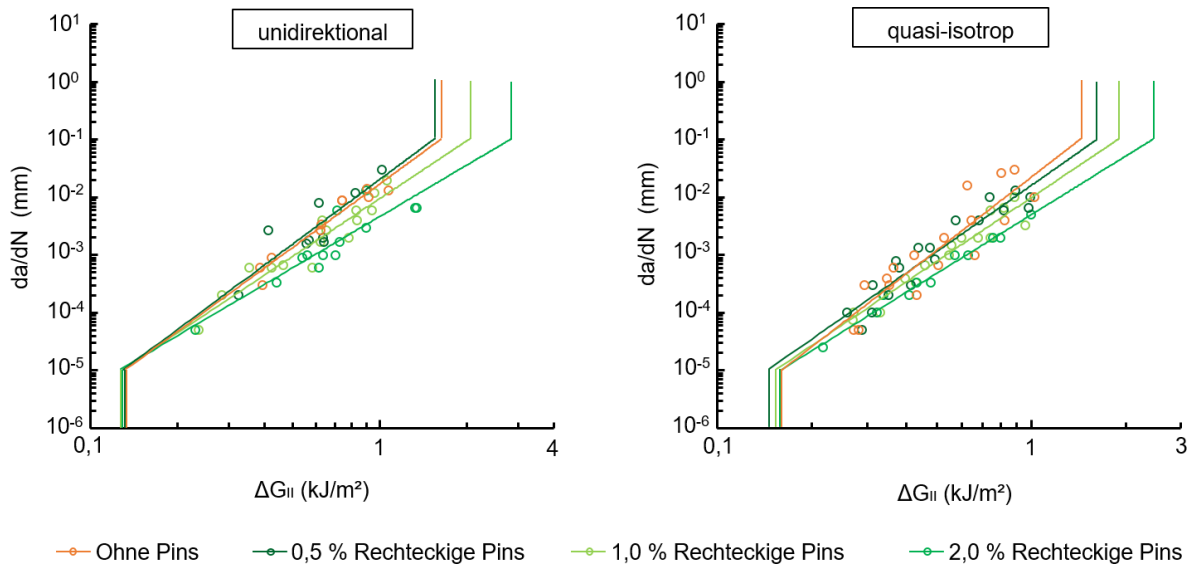 unidirektional
10¹
10⁰
10⁻¹
10⁻²
10⁻³
10⁻⁴
10⁻⁵
10⁻⁶
da/dN (mm)
0,1
1
4
ΔG_II (kJ/m²)
quasi-isotrop
10¹
10⁰
10⁻¹
10⁻²
10⁻³
10⁻⁴
10⁻⁵
10⁻⁶
da/dN (mm)
0,1
1
3
ΔG_II (kJ/m²)
Ohne Pins
0,5 % Rechteckige Pins
1,0 % Rechteckige Pins
2,0 % Rechteckige Pins